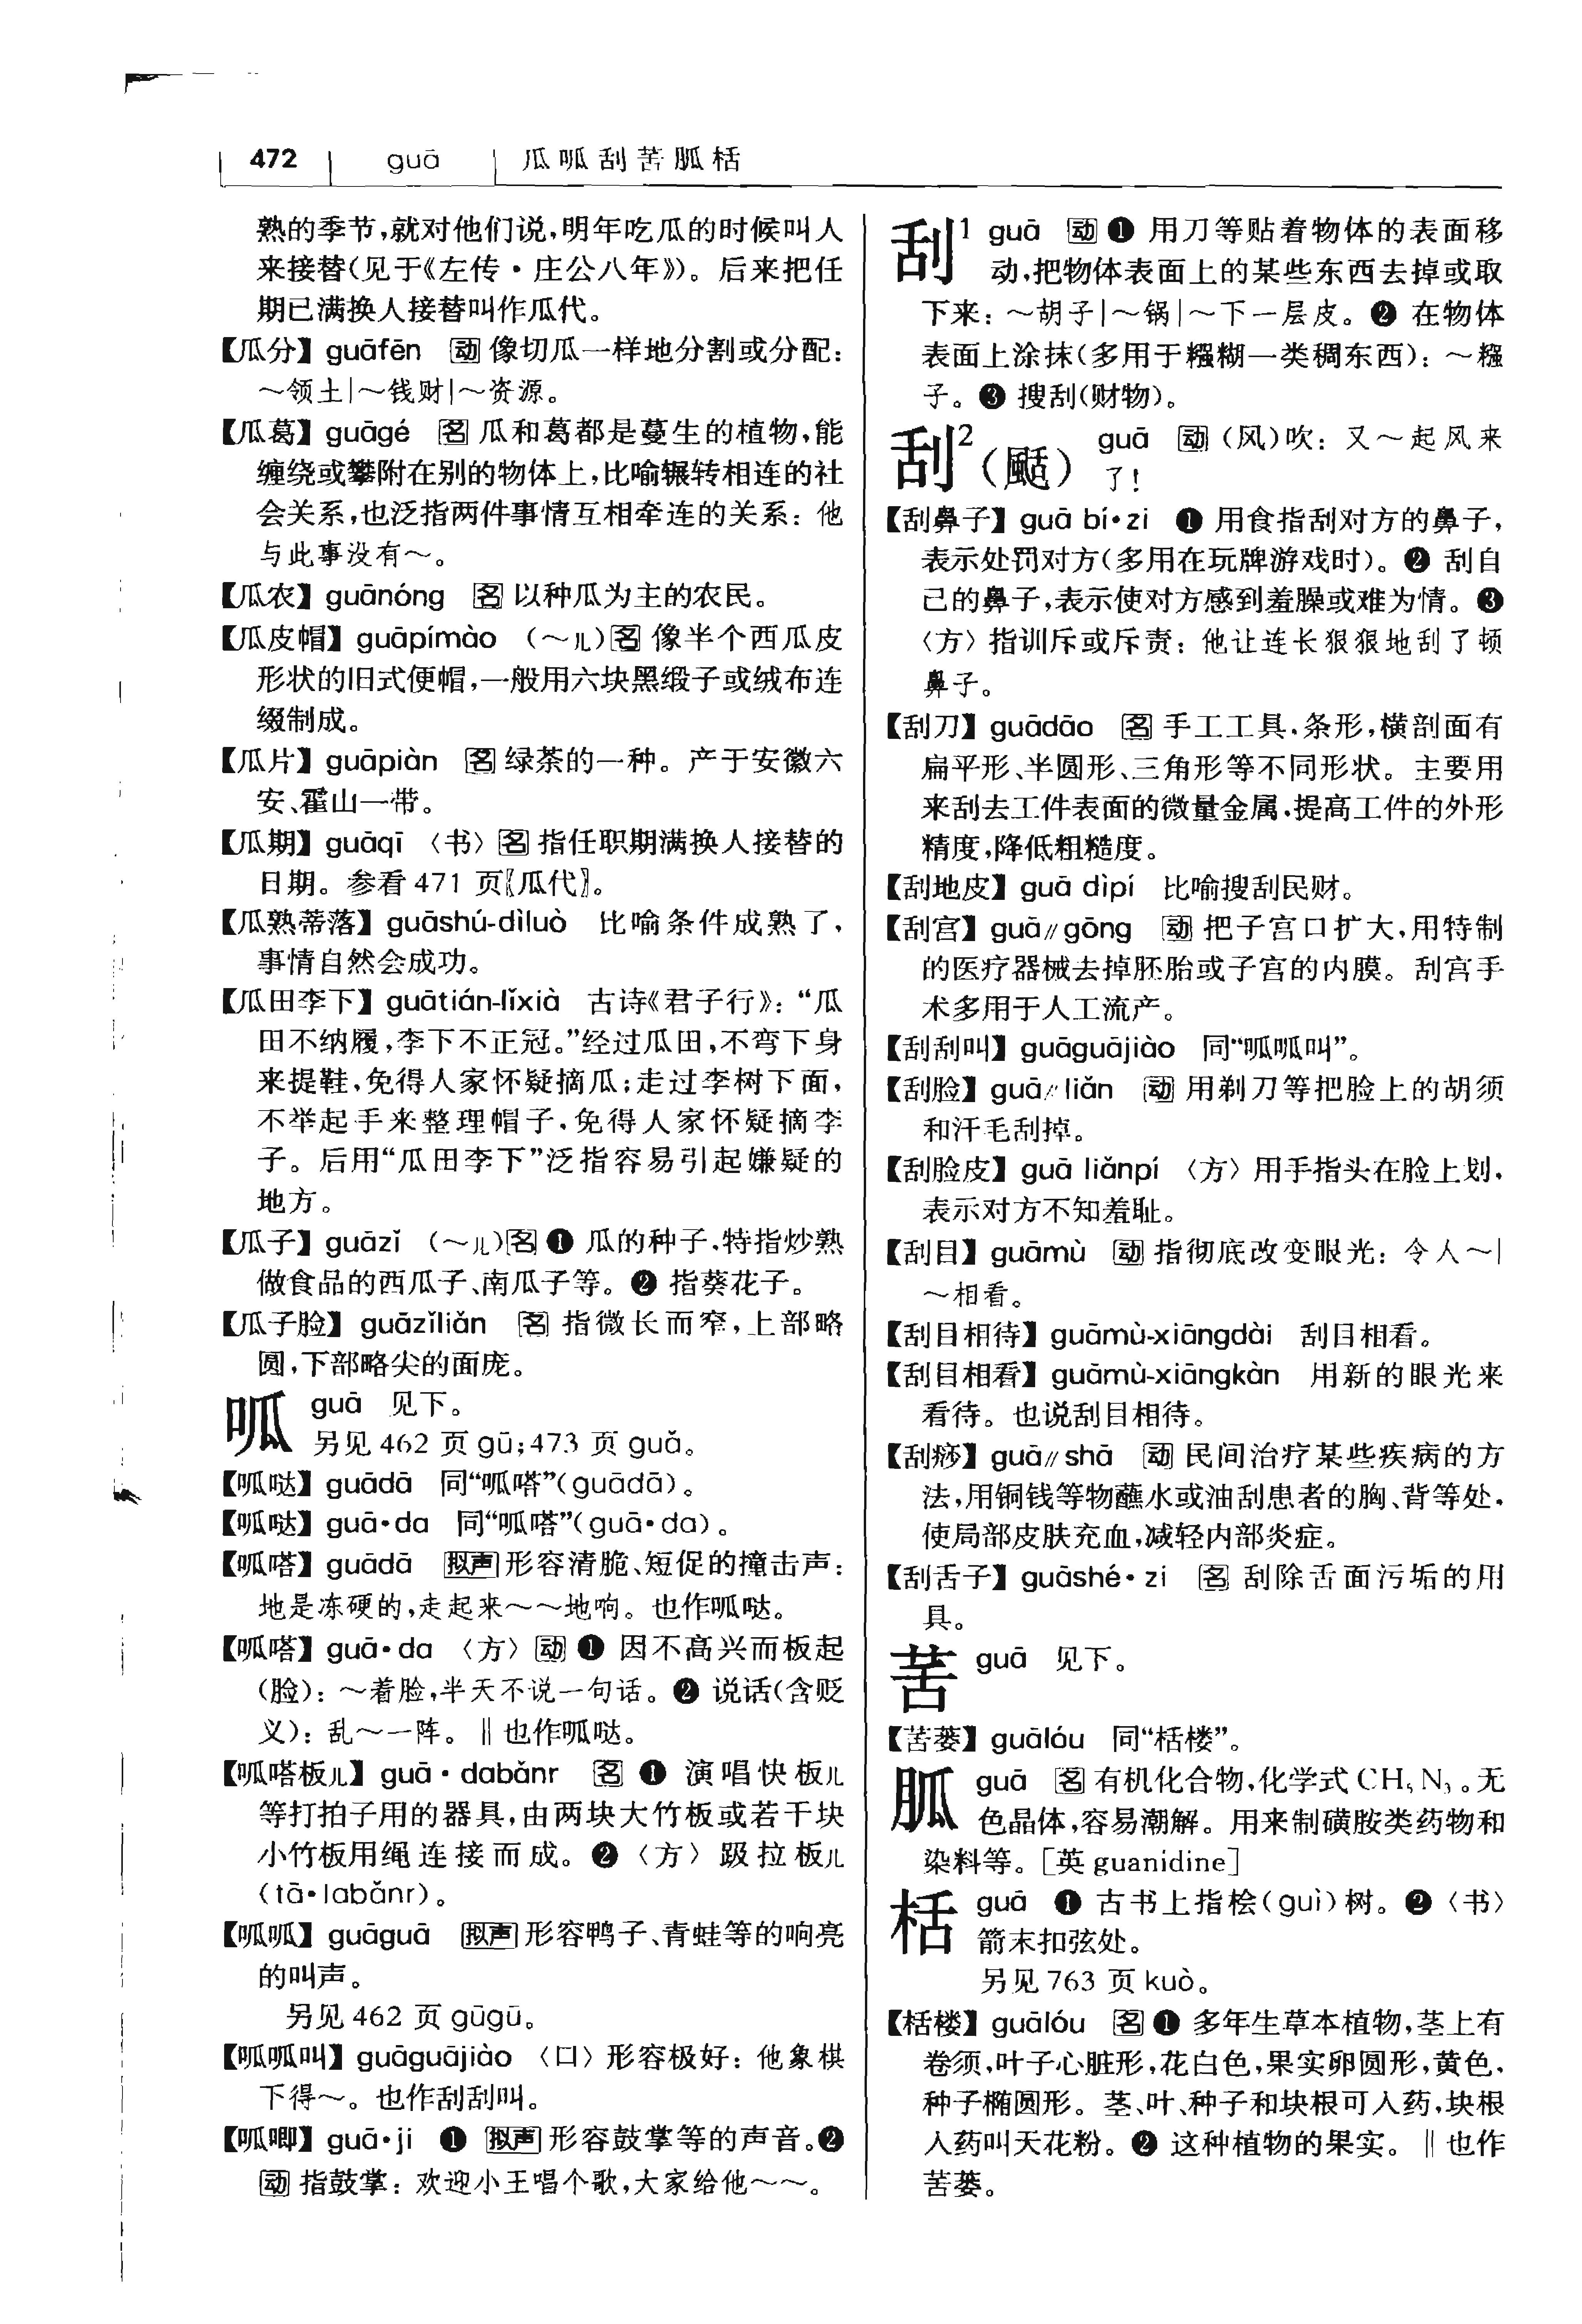 472 guā 瓜呱刮苦胍栝
熟的季节,就对他们说,明年吃瓜的时候叫人
来接替(见于《左传·庄公八年》)。后来把任
期已满换人接替叫作瓜代。
【瓜分】guāfēn 动 像切瓜一样地分割或分配:
～领土|～钱财|～资源。
【瓜葛】guāgé 名 瓜和葛都是蔓生的植物,能
缠绕或攀附在别的物体上,比喻辗转相连的社
会关系,也泛指两件事情互相牵连的关系: 他
与此事没有～。
【瓜农】guānóng 名 以种瓜为主的农民。
【瓜皮帽】guāpímào (～儿)名 像半个西瓜皮
形状的旧式便帽,一般用六块黑缎子或绒布连
缀制成。
【瓜片】guāpiàn 名 绿茶的一种。产于安徽六
安、霍山一带。
【瓜期】guāqī 〈书〉名 指任职期满换人接替的
日期。参看471 页〖瓜代〗。
【瓜熟蒂落】guāshú-dìluò 比喻条件成熟了,
事情自然会成功。
【瓜田李下】guātián-lǐxià 古诗《君子行》: “瓜
田不纳履,李下不正冠。”经过瓜田,不弯下身
来提鞋,免得人家怀疑摘瓜;走过李树下面,
不举起手来整理帽子,免得人家怀疑摘李
子。后用“瓜田李下”泛指容易引起嫌疑的
地方。
【瓜子】guāzǐ (～儿)名 ❶ 瓜的种子,特指炒熟
做食品的西瓜子、南瓜子等。❷ 指葵花子。
【瓜子脸】guāzǐliǎn 名 指微长而窄,上部略
圆,下部略尖的面庞。
呱 guā 见下。
另见 462 页 gū;473 页 guǎ。
【呱哒】guādā 同“呱嗒”(guādā)。
【呱哒】guā·da 同“呱嗒”(guā·da)。
【呱嗒】guādā 拟声 形容清脆、短促的撞击声:
地是冻硬的,走起来～～地响。也作呱哒。
【呱嗒】guā·da 〈方〉动 ❶ 因不高兴而板起
(脸): ～着脸,半天不说一句话。❷ 说话(含贬
义): 乱～一阵。‖也作呱哒。
【呱嗒板儿】guā·dabǎnr 名 ❶ 演唱快板儿
等打拍子用的器具,由两块大竹板或若干块
小竹板用绳连接而成。❷〈方〉趿拉板儿
(tā·labǎnr)。
【呱呱】guāguā 拟声 形容鸭子、青蛙等的响亮
的叫声。
另见 462 页 gūgū。
【呱呱叫】guāguājiào 〈口〉形容极好: 他象棋
下得～。也作刮刮叫。
【呱唧】guā·ji ❶ 拟声 形容鼓掌等的声音。❷
动 指鼓掌: 欢迎小王唱个歌,大家给他～～。
刮1 guā 动 ❶ 用刀等贴着物体的表面移
动,把物体表面上的某些东西去掉或取
下来: ～胡子|～锅|～下一层皮。❷ 在物体
表面上涂抹(多用于糨糊一类稠东西): ～糨
子。❸ 搜刮(财物)。
刮2(颳) guā 动 (风)吹: 又～起风来
了!
【刮鼻子】guā bí·zi ❶ 用食指刮对方的鼻子,
表示处罚对方(多用在玩牌游戏时)。❷ 刮自
己的鼻子,表示使对方感到羞臊或难为情。❸
〈方〉指训斥或斥责: 他让连长狠狠地刮了顿
鼻子。
【刮刀】guādāo 名 手工工具,条形,横剖面有
扁平形、半圆形、三角形等不同形状。主要用
来刮去工件表面的微量金属,提高工件的外形
精度,降低粗糙度。
【刮地皮】guā dìpí 比喻搜刮民财。
【刮宫】guā∥gōng 动 把子宫口扩大,用特制
的医疗器械去掉胚胎或子宫的内膜。刮宫手
术多用于人工流产。
【刮刮叫】guāguājiào 同“呱呱叫”。
【刮脸】guā∥liǎn 动 用剃刀等把脸上的胡须
和汗毛刮掉。
【刮脸皮】guā liǎnpí 〈方〉用手指头在脸上划,
表示对方不知羞耻。
【刮目】guāmù 动 指彻底改变眼光: 令人～|
～相看。
【刮目相待】guāmù-xiāngdài 刮目相看。
【刮目相看】guāmù-xiāngkàn 用新的眼光来
看待。也说刮目相待。
【刮痧】guā∥shā 动 民间治疗某些疾病的方
法,用铜钱等物蘸水或油刮患者的胸、背等处,
使局部皮肤充血,减轻内部炎症。
【刮舌子】guāshé·zi 名 刮除舌面污垢的用
具。
苦 guā 见下。
【苦蒌】guālóu 同“栝楼”。
胍 guā 名 有机化合物,化学式 CH5N3。无
色晶体,容易潮解。用来制磺胺类药物和
染料等。[英 guanidine]
栝 guā ❶ 古书上指桧(guì)树。❷〈书〉
箭末扣弦处。
另见 763 页 kuò。
【栝楼】guālóu 名 ❶ 多年生草本植物,茎上有
卷须,叶子心脏形,花白色,果实卵圆形,黄色,
种子椭圆形。茎、叶、种子和块根可入药,块根
入药叫天花粉。❷ 这种植物的果实。‖也作
苦蒌。